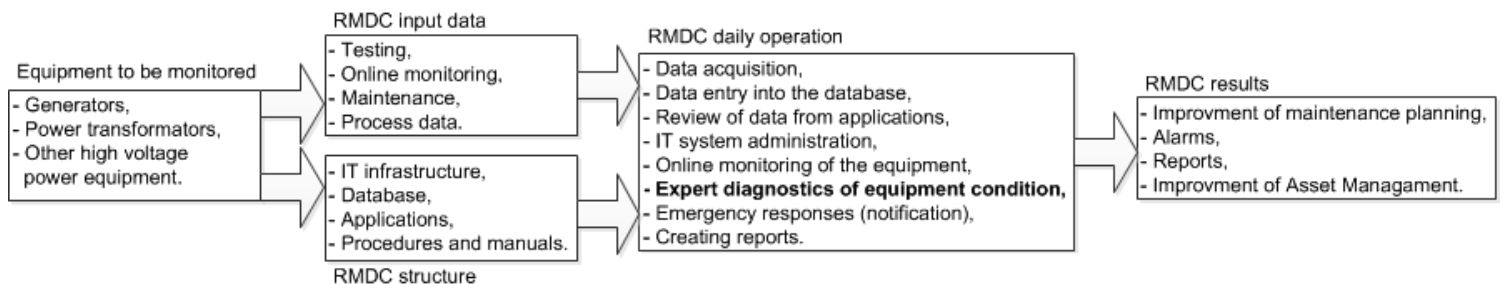 Equipment to be monitored
- Generators,
- Power transformators,
- Other high voltage
power equipment.
RMDC input data
- Testing,
- Online monitoring,
- Maintenance,
- Process data.
- IT infrastructure,
- Database,
- Applications,
- Procedures and manuals.
RMDC structure
RMDC daily operation
- Data acquisition,
- Data entry into the database,
- Review of data from applications,
- IT system administration,
- Online monitoring of the equipment,
- Expert diagnostics of equipment condition,
- Emergency responses (notification),
- Creating reports.
RMDC results
- Improvment of maintenance planning,
- Alarms,
- Reports,
- Improvment of Asset Managament.